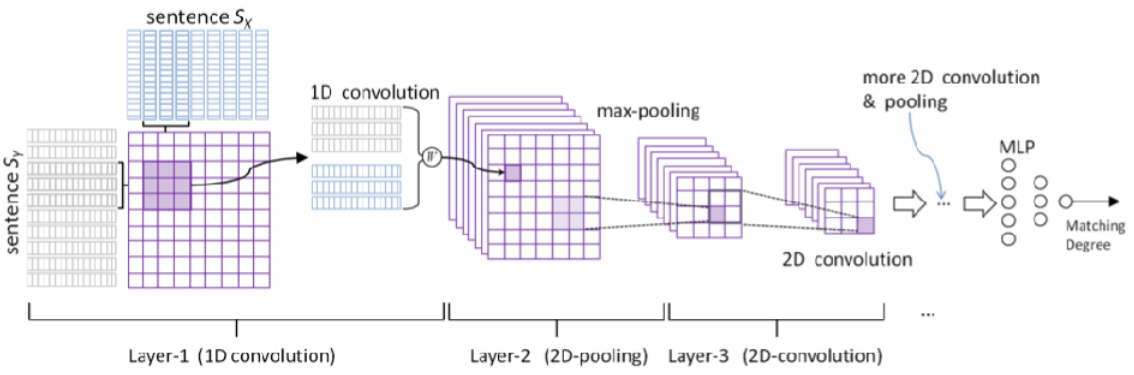 sentence S_X
sentence S_y
1D convolution
W
max-pooling
more 2D convolution
& pooling
...
MLP
Matching
Degree
2D convolution
Layer-1 (1D convolution)
Layer-2 (2D-pooling)
Layer-3 (2D-convolution)
...